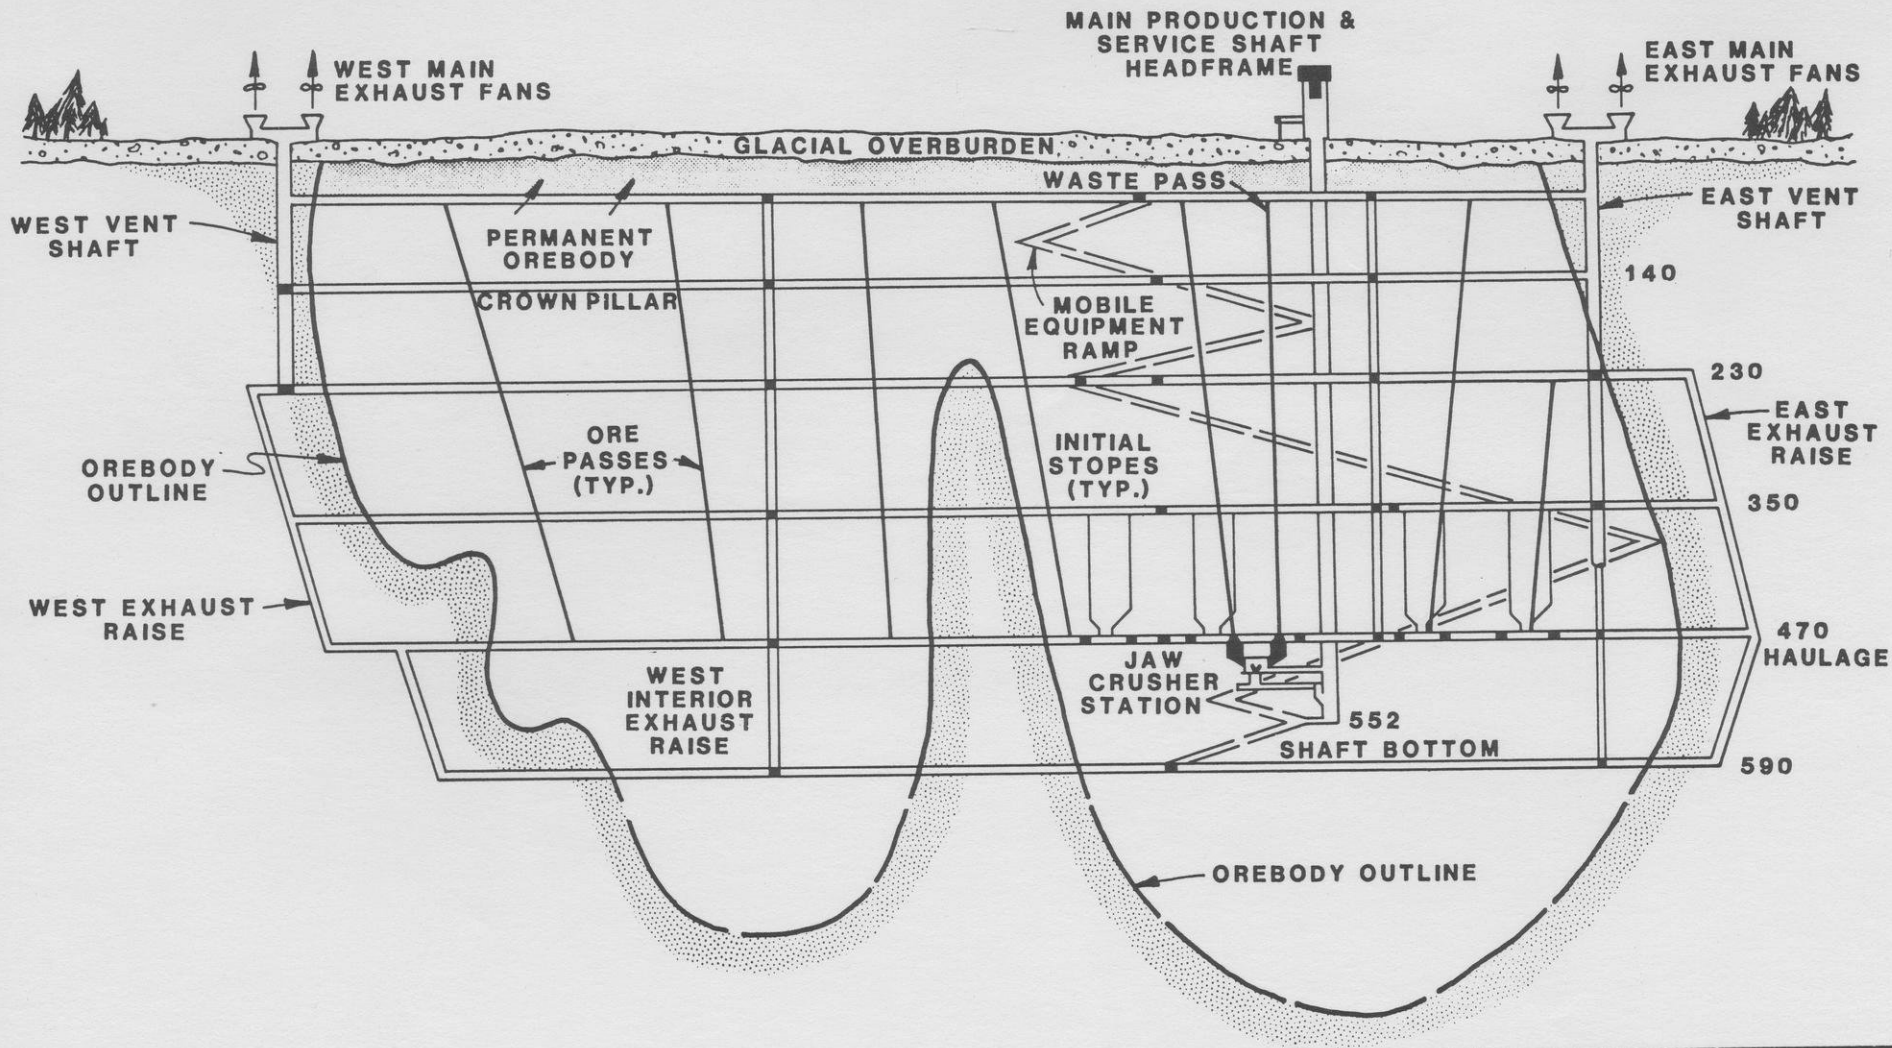 MAIN PRODUCTION &
SERVICE SHAFT
HEADFRAME
WEST MAIN
EXHAUST FANS
EAST MAIN
EXHAUST FANS
GLACIAL OVERBURDEN
WASTE PASS
WEST VENT
SHAFT
EAST VENT
SHAFT
PERMANENT
OREBODY
CROWN PILLAR
140
MOBILE
EQUIPMENT
RAMP
230
EAST
EXHAUST
RAISE
ORE
PASSES
(TYP.)
INITIAL
STOPES
(TYP.)
OREBODY
OUTLINE
350
WEST EXHAUST
RAISE
470
HAULAGE
JAW
CRUSHER
STATION
WEST
INTERIOR
EXHAUST
RAISE
552
SHAFT BOTTOM
590
OREBODY OUTLINE